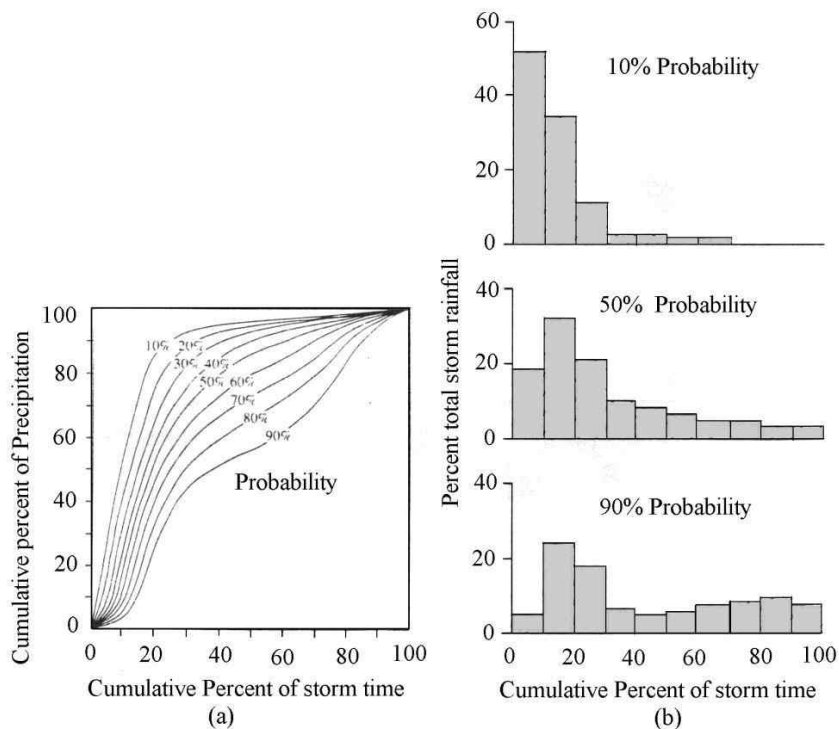 100
80
60
40
20
0
Cumulative percent of Precipitation
10% 20%
30% 40%
50% 60%
70%
80%
90%
Probability
0 20 40 60 80 100
Cumulative Percent of storm time
(a)
60
40
20
0
10% Probability
Percent total storm rainfall
40
20
0
50% Probability
40
20
0
90% Probability
0 20 40 60 80 100
Cumulative Percent of storm time
(b)